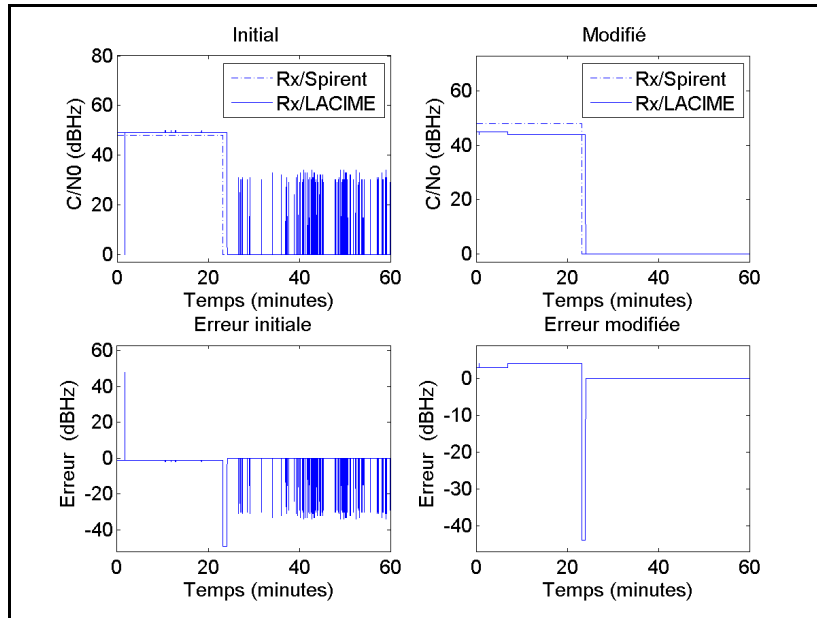 Initial
80
60
40
20
0
C/N0 (dBHz)
Rx/Spirent
Rx/LACIME
0 20 40 60
Temps (minutes)
Modifié
60
40
20
0
C/No (dBHz)
Rx/Spirent
Rx/LACIME
0 20 40 60
Temps (minutes)
Erreur initiale
60
40
20
0
-20
-40
Erreur (dBHz)
0 20 40 60
Temps (minutes)
Erreur modifiée
0
-10
-20
-30
-40
Erreur (dBHz)
0 20 40 60
Temps (minutes)